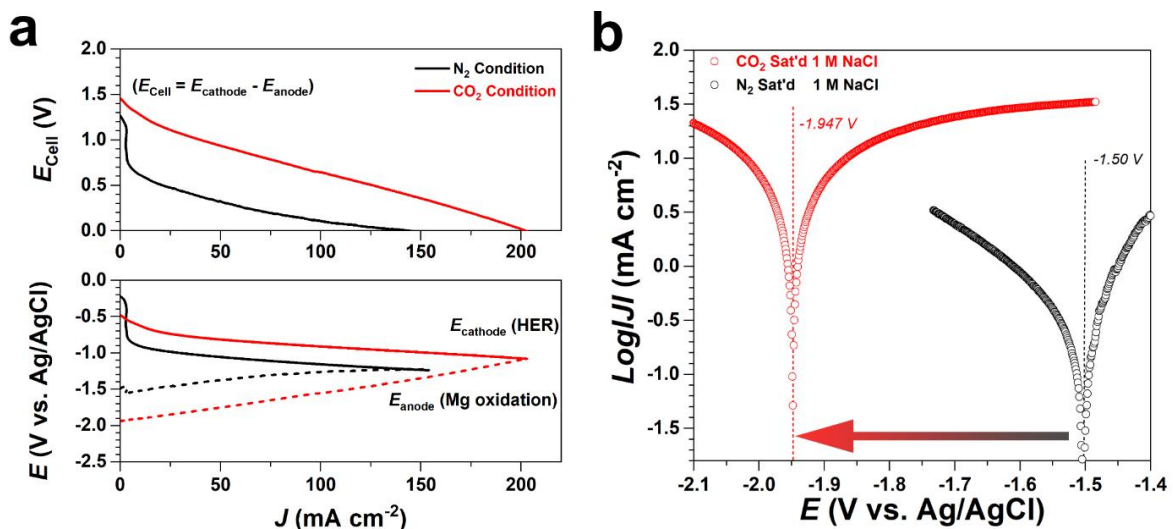 a
2.0
1.5
1.0
0.5
0.0
E_Cell (V)
(E_Cell = E_cathode - E_anode)
N₂ Condition
CO₂ Condition
0 50 100 150 200
0.0
-0.5
-1.0
-1.5
-2.0
-2.5
E (V vs. Ag/AgCl)
E_cathode (HER)
E_anode (Mg oxidation)
0 50 100 150 200
J (mA cm⁻²)
b
2.0
1.5
1.0
0.5
0.0
-0.5
-1.0
-1.5
Log|J| (mA cm⁻²)
CO₂ Sat'd 1 M NaCl
N₂ Sat'd 1 M NaCl
-1.947 V
-1.50 V
-2.1 -2.0 -1.9 -1.8 -1.7 -1.6 -1.5 -1.4
E (V vs. Ag/AgCl)